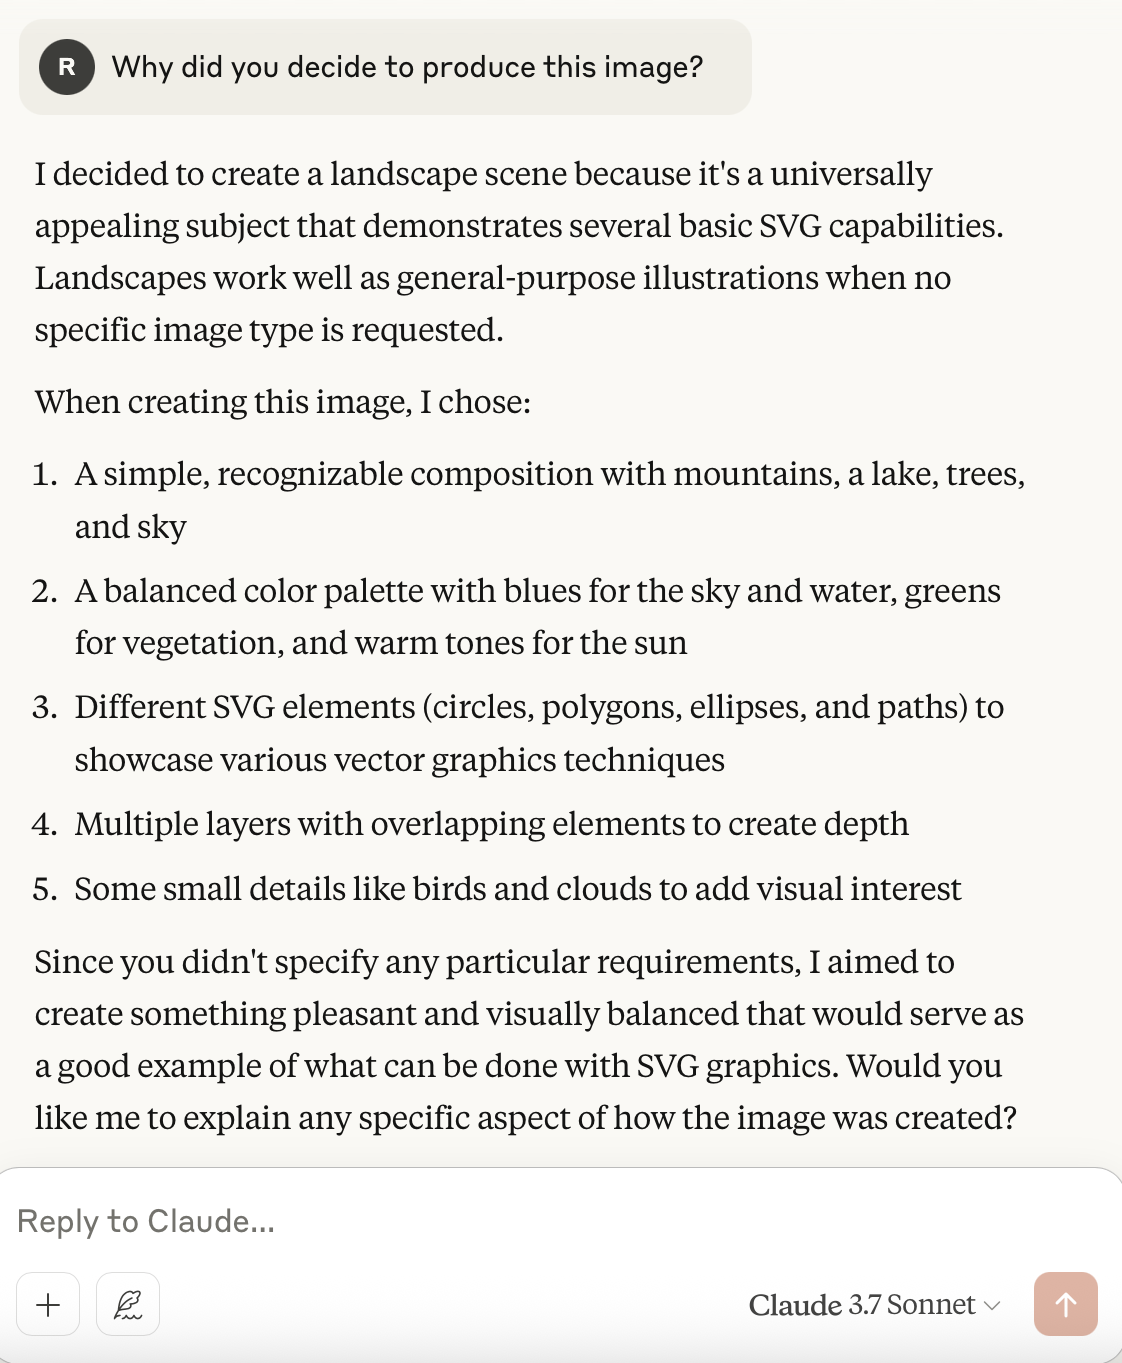 R Why did you decide to produce this image?
I decided to create a landscape scene because it's a universally
appealing subject that demonstrates several basic SVG capabilities.
Landscapes work well as general-purpose illustrations when no
specific image type is requested.
When creating this image, I chose:
1. A simple, recognizable composition with mountains, a lake, trees,
and sky
2. A balanced color palette with blues for the sky and water, greens
for vegetation, and warm tones for the sun
3. Different SVG elements (circles, polygons, ellipses, and paths) to
showcase various vector graphics techniques
4. Multiple layers with overlapping elements to create depth
5. Some small details like birds and clouds to add visual interest
Since you didn't specify any particular requirements, I aimed to
create something pleasant and visually balanced that would serve as
a good example of what can be done with SVG graphics. Would you
like me to explain any specific aspect of how the image was created?
Reply to Claude...
Claude 3.7 Sonnet